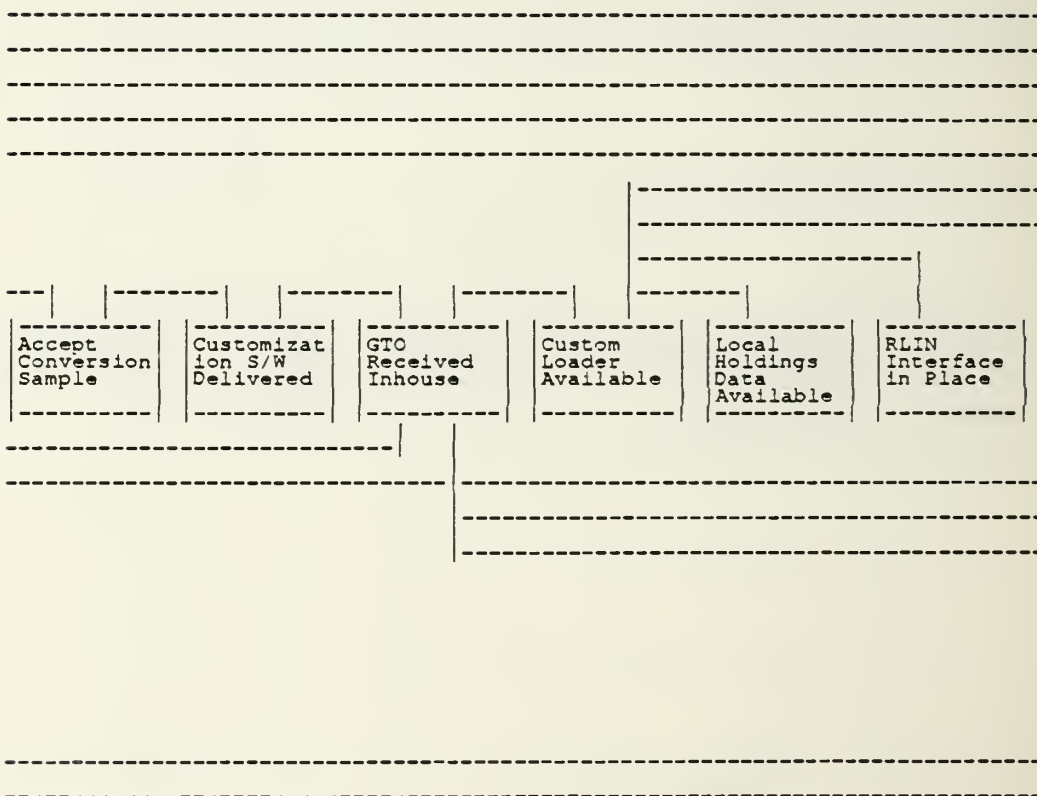 Accept
Conversion
Sample
Customizat
ion S/W
Delivered
GTO
Received
Inhouse
Custom
Loader
Available
Local
Holdings
Data
Available
RLIN
Interface
in Place